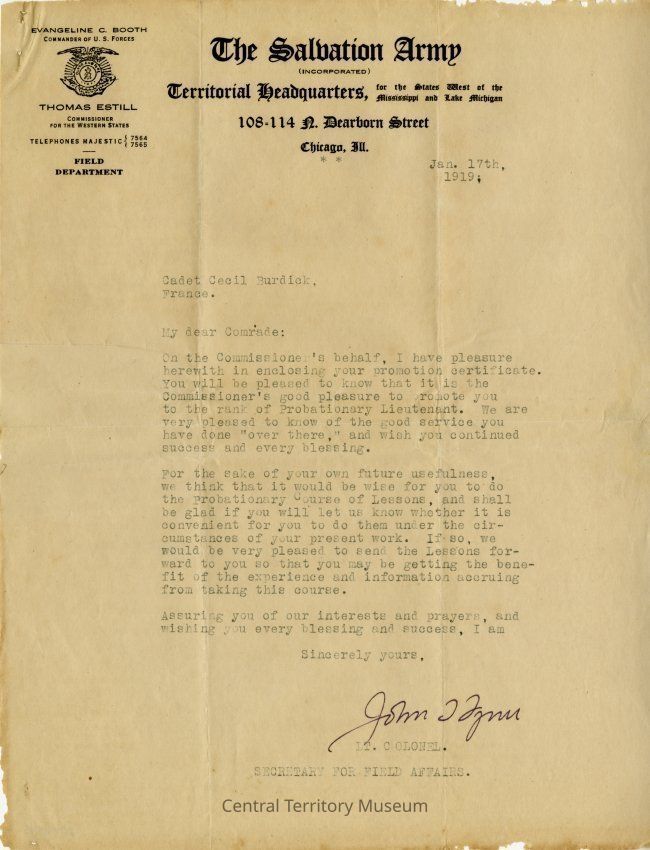 EVANGELINE C. BOOTH
COMMANDER OF U. S. FORCES
THOMAS ESTILL
COMMISSIONER
FOR THE WESTERN STATES
TELEPHONES MAJESTIC { 7564
7565
FIELD
DEPARTMENT
The Salvation Army
(INCORPORATED)
Territorial Headquarters, for the States West of the
Mississippi and Lake Michigan
108-114 N. Dearborn Street
Chicago, Ill.
* *
Jan. 17th,
1919;
Cadet Cecil Burdick,
France.
My dear Comrade:
On the Commissioner's behalf, I have pleasure
herewith in enclosing your promotion certificate.
You will be pleased to know that it is the
Commissioner's good pleasure to promote you
to the rank of Probationary Lieutenant. We are
very pleased to know of the good service you
have done "over there," and wish you continued
success and every blessing.
For the sake of your own future usefulness,
we think that it would be wise for you to do
the Probationary Course of Lessons, and shall
be glad if you will let us know whether it is
convenient for you to do them under the cir-
cumstances of your present work. If so, we
would be very pleased to send the Lessons for-
ward to you so that you may be getting the bene-
fit of the experience and information accruing
from taking this course.
Assuring you of our interests and prayers, and
wishing you every blessing and success, I am
Sincerely yours,
John
LT. COLONEL.
SECRETARY FOR FIELD AFFAIRS.
Central Territory Museum